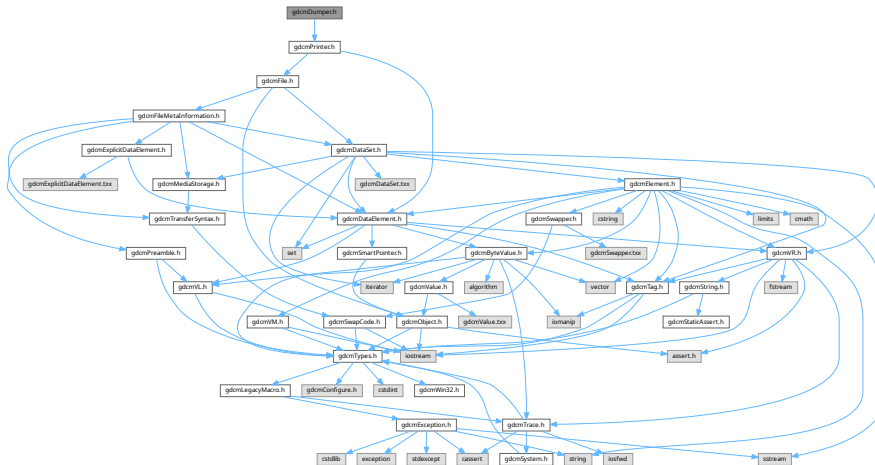 gdcmDumper.h
gdcmPrinter.h
gdcmFile.h
gdcmFileMetaInformation.h
gdcmExplicitDataElement.h
gdcmDataSet.h
gdcmExplicitDataElement.txx
gdcmMediaStorage.h
gdcmDataSet.txx
gdcmElement.h
gdcmTransferSyntax.h
gdcmDataElement.h
gdcmSwapper.h
cstring
limits
cmath
gdcmPreamble.h
set
gdcmSmartPointer.h
gdcmByteValue.h
gdcmSwapper.txx
gdcmVR.h
gdcmVL.h
iterator
gdcmValue.h
algorithm
vector
gdcmTag.h
gdcmString.h
fstream
gdcmVM.h
gdcmSwapCode.h
gdcmObject.h
gdcmValue.txx
iomanip
gdcmStaticAssert.h
gdcmTypes.h
iostream
assert.h
gdcmLegacyMacro.h
gdcmConfigure.h
cstdint
gdcmWin32.h
gdcmException.h
gdcmTrace.h
cstdlib
exception
stdexcept
cassert
gdcmSystem.h
string
iosfwd
sstream